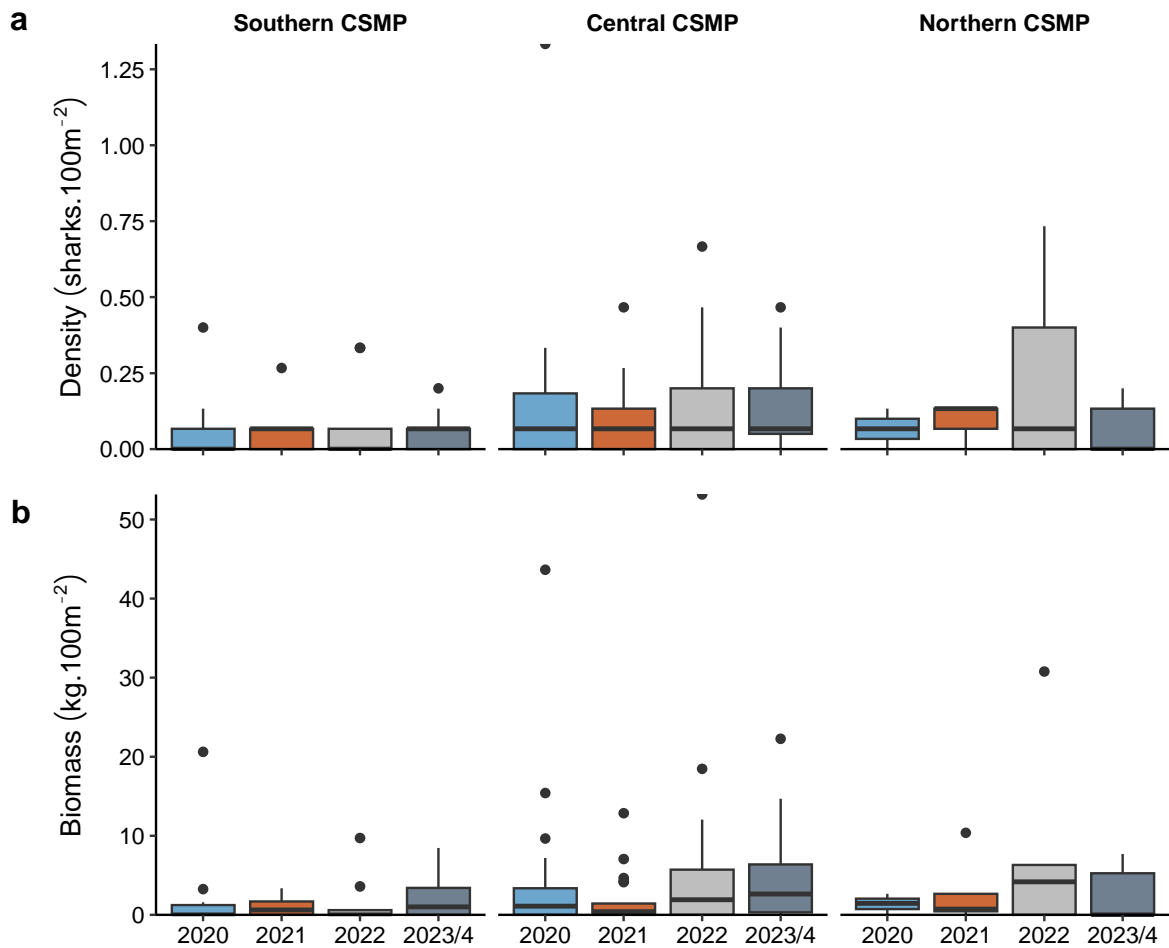 a
Southern CSMP Central CSMP Northern CSMP
Density (sharks.100m⁻²)
1.25
1.00
0.75
0.50
0.25
0.00
b
Biomass (kg.100m⁻²)
50
40
30
20
10
0
2020 2021 2022 2023/4 2020 2021 2022 2023/4 2020 2021 2022 2023/4